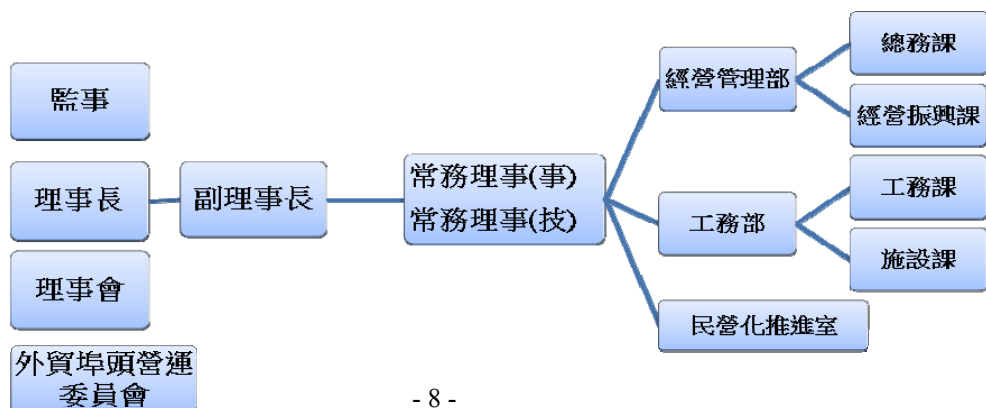 監事
理事長
理事會
外貿埠頭營運
委員會
副理事長
常務理事(事)
常務理事(技)
經營管理部
工務部
民營化推進室
總務課
經營振興課
工務課
施設課
- 8 -